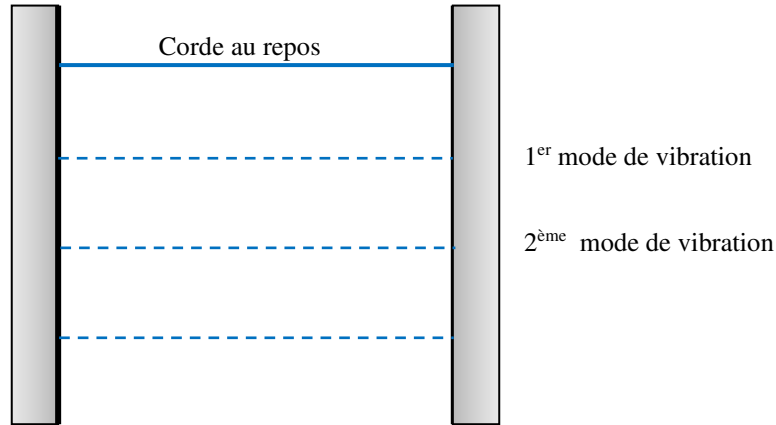 Corde au repos
1er mode de vibration
2ème mode de vibration